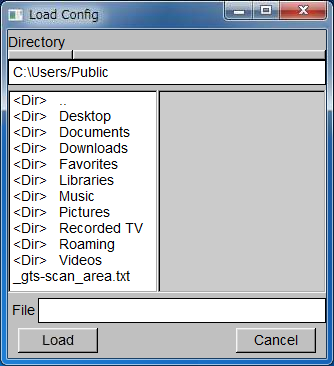 Load Config
Directory
C:\Users/Public
<Dir> ..
<Dir> Desktop
<Dir> Documents
<Dir> Downloads
<Dir> Favorites
<Dir> Libraries
<Dir> Music
<Dir> Pictures
<Dir> Recorded TV
<Dir> Roaming
<Dir> Videos
_gts-scan_area.txt
File
Load Cancel